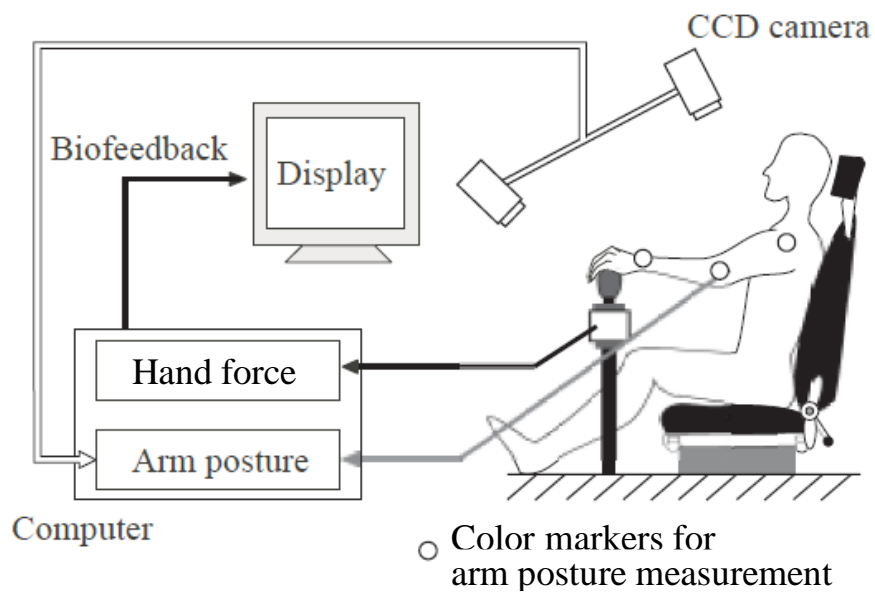 CCD camera
Biofeedback
Display
Hand force
Arm posture
Computer
Color markers for
arm posture measurement